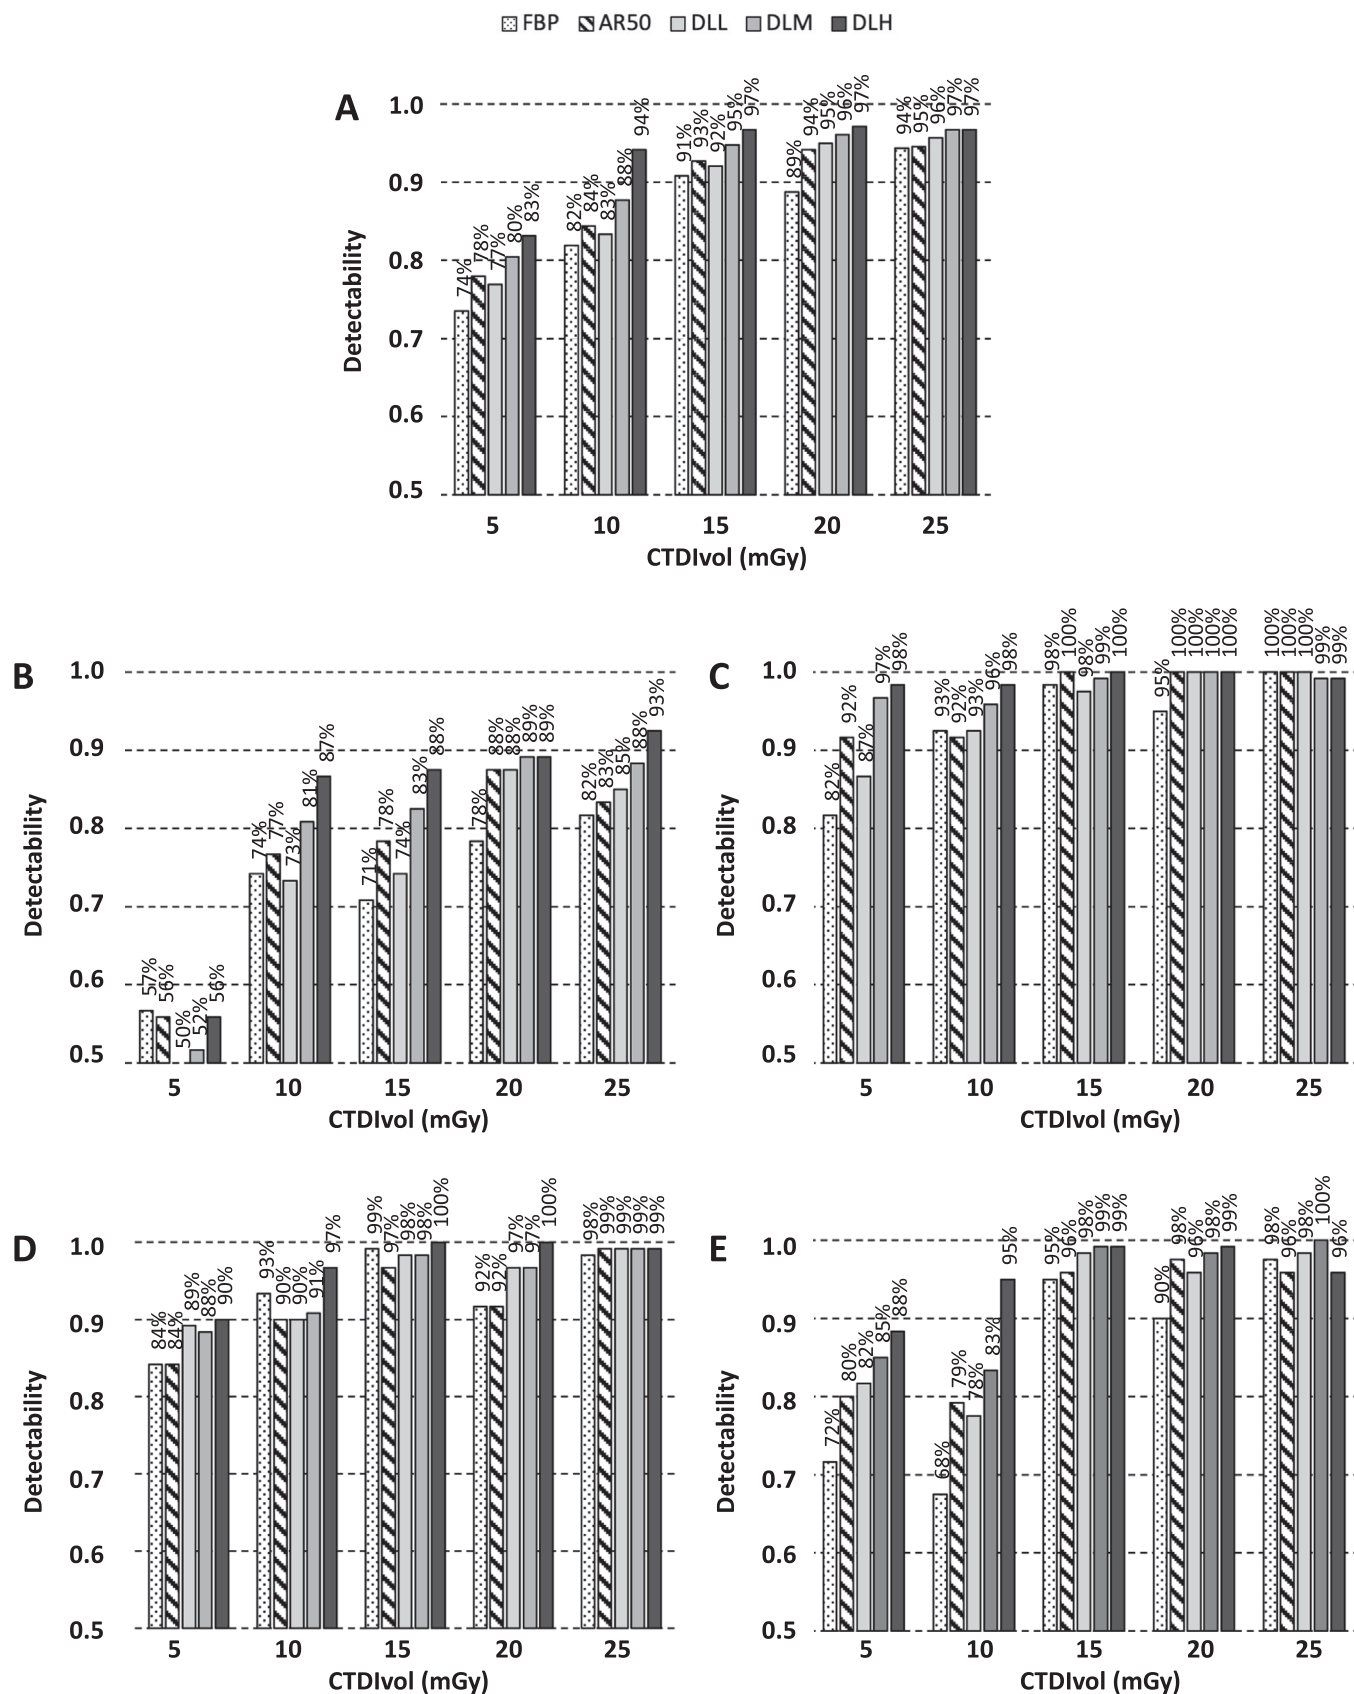 FBP AR50 DLL DLM DLH
A
1.0
0.9
0.8
0.7
0.6
0.5
Detectability
74% 78% 77% 80% 83%
82% 84% 83% 88% 94%
91% 93% 92% 95% 97%
89% 94% 95% 96% 97%
94% 95% 96% 97% 97%
5 10 15 20 25
CTDIvol (mGy)
B
1.0
0.9
0.8
0.7
0.6
0.5
Detectability
57% 56% 50% 52% 56%
74% 77% 73% 81% 87%
71% 78% 74% 83% 88%
78% 88% 88% 89% 89%
82% 83% 85% 88% 93%
5 10 15 20 25
CTDIvol (mGy)
C
1.0
0.9
0.8
0.7
0.6
0.5
Detectability
82% 92% 87% 97% 98%
93% 92% 93% 96% 98%
98% 100% 98% 99% 100%
95% 100% 100% 100% 100%
100% 100% 100% 99% 99%
5 10 15 20 25
CTDIvol (mGy)
D
1.0
0.9
0.8
0.7
0.6
0.5
Detectability
84% 84% 89% 88% 90%
93% 90% 90% 91% 97%
99% 97% 98% 98% 100%
92% 92% 97% 97% 100%
98% 99% 99% 99% 99%
5 10 15 20 25
CTDIvol (mGy)
E
1.0
0.9
0.8
0.7
0.6
0.5
Detectability
72% 80% 82% 85% 88%
68% 79% 78% 83% 95%
95% 96% 98% 99% 99%
90% 98% 96% 98% 99%
98% 96% 98% 100% 96%
5 10 15 20 25
CTDIvol (mGy)